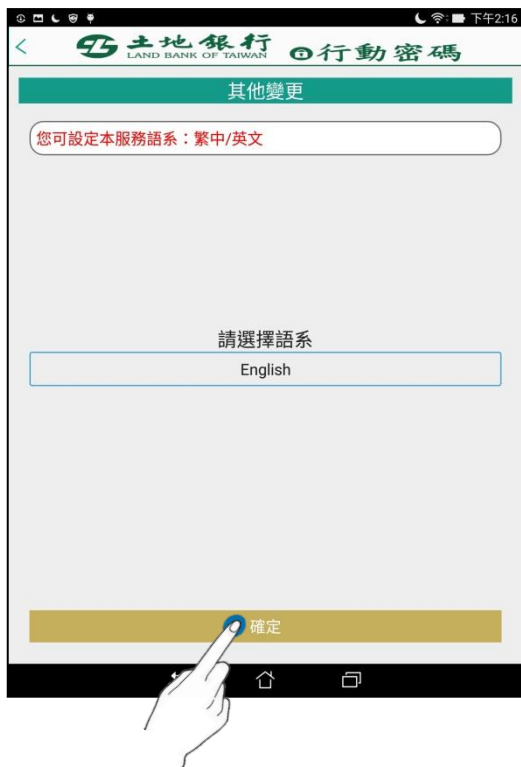 下午2:16
土地銀行
LAND BANK OF TAIWAN
行動密碼
其他變更
您可設定本服務語系：繁中/英文
請選擇語系
English
確定